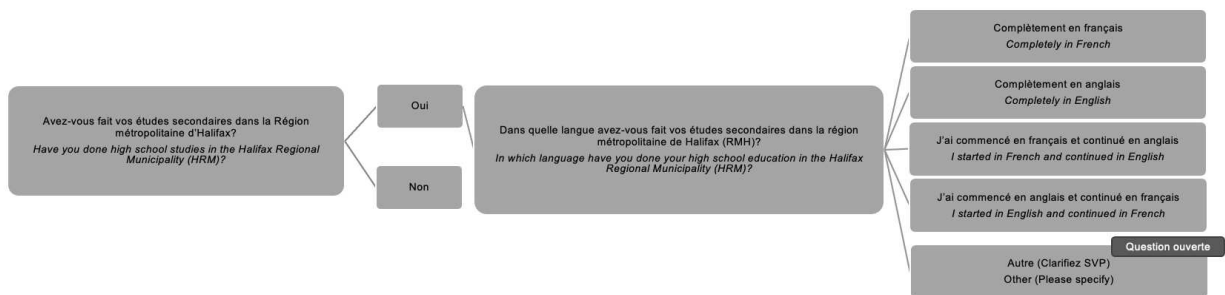 Avez-vous fait vos études secondaires dans la Région
métropolitaine d'Halifax?
Have you done high school studies in the Halifax Regional
Municipality (HRM)?
Oui
Non
Dans quelle langue avez-vous fait vos études secondaires dans la région
métropolitaine de Halifax (RMH)?
In which language have you done your high school education in the Halifax
Regional Municipality (HRM)?
Complètement en français
Completely in French
Complètement en anglais
Completely in English
J'ai commencé en français et continué en anglais
I started in French and continued in English
J'ai commencé en anglais et continué en français
I started in English and continued in French
Question ouverte
Autre (Clarifiez SVP)
Other (Please specify)